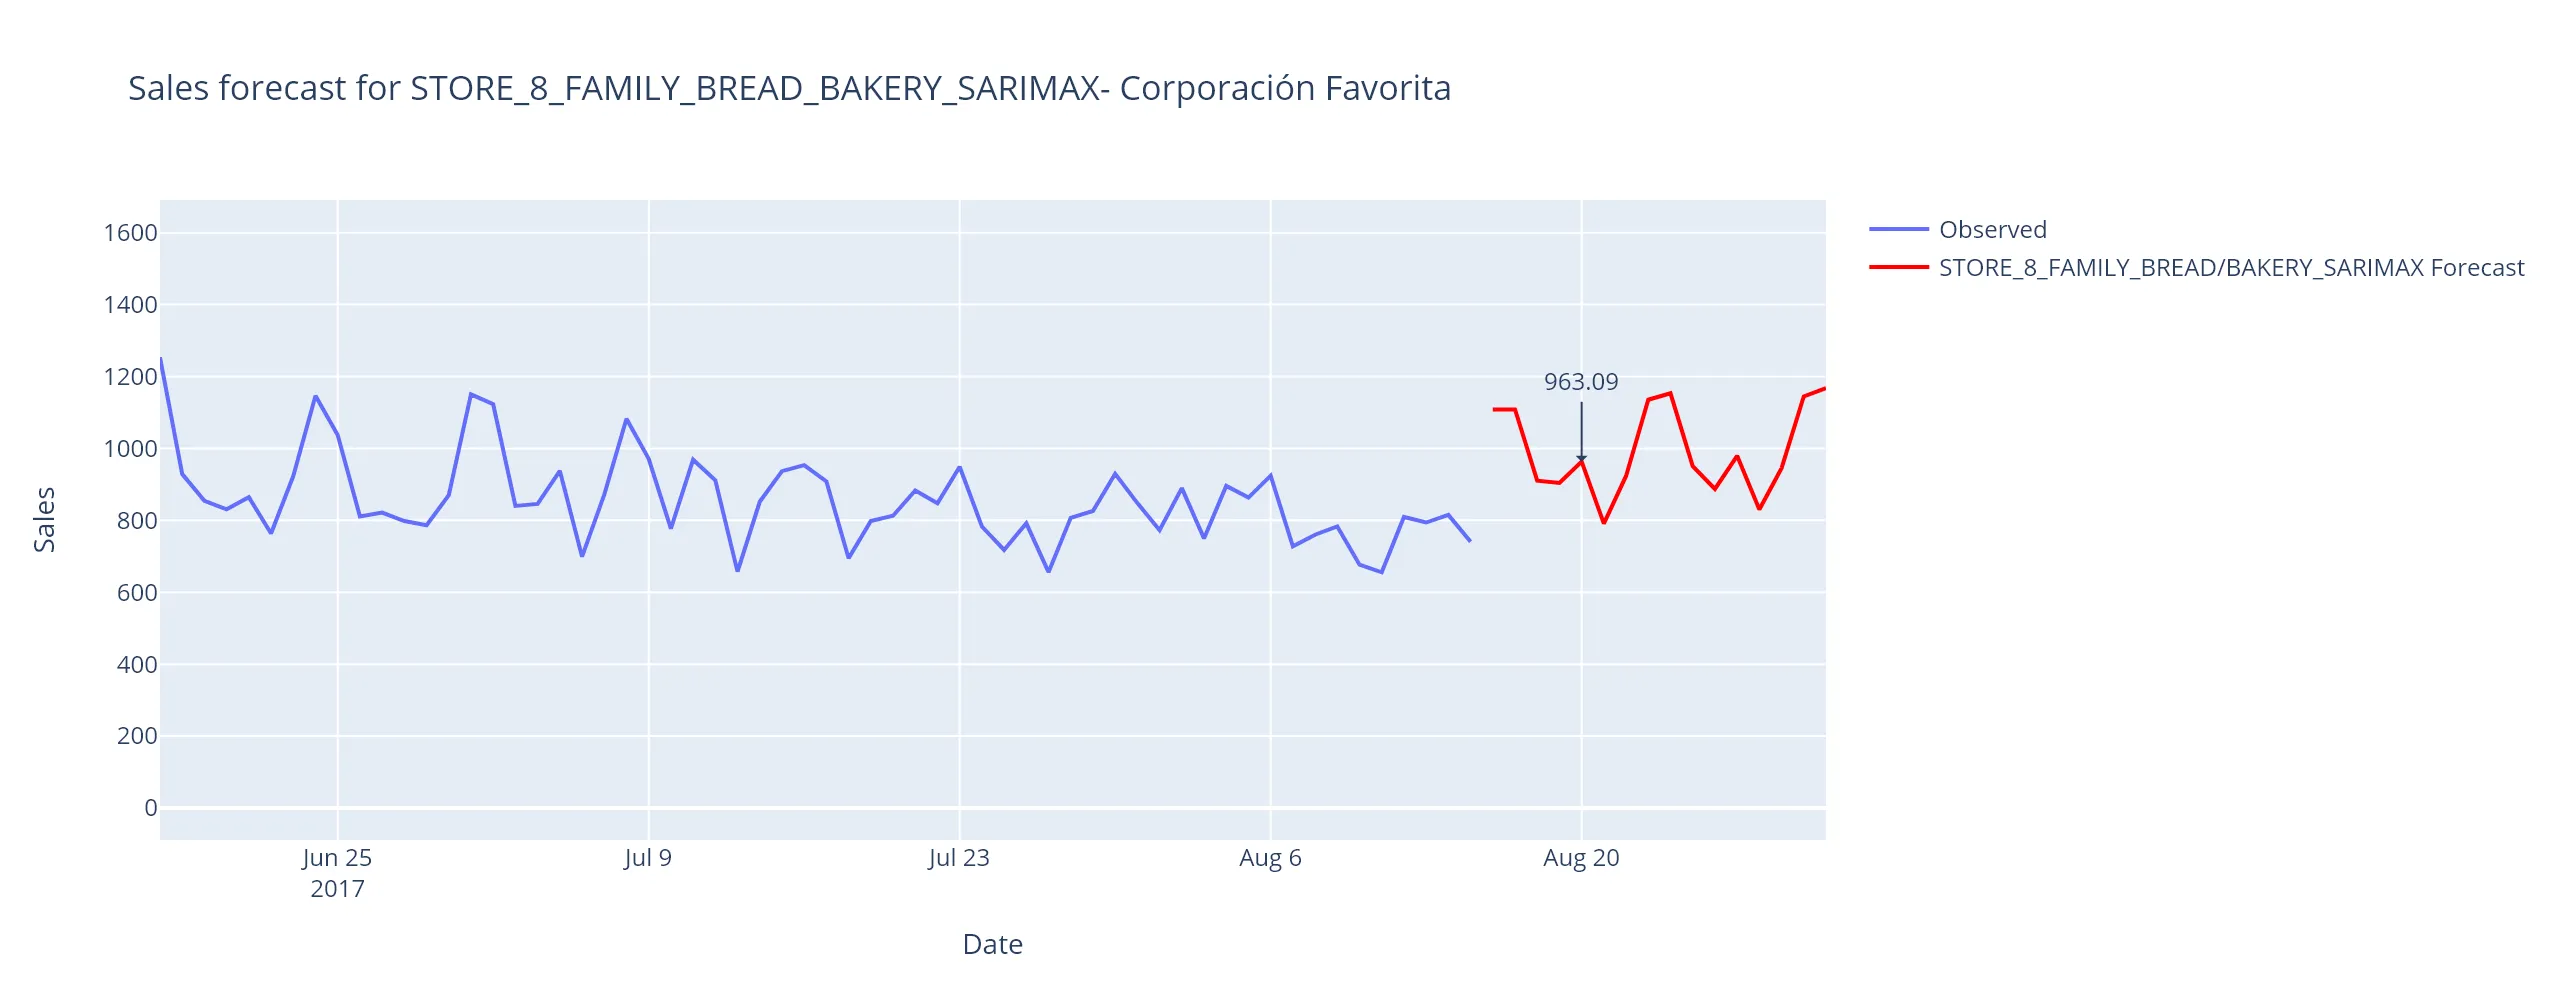 Sales forecast for STORE_8_FAMILY_BREAD_BAKERY_SARIMAX- Corporación Favorita
Observed
STORE_8_FAMILY_BREAD/BAKERY_SARIMAX Forecast
1600
1400
1200
1000
800
600
400
200
0
Sales
963.09
Jun 25
2017
Jul 9
Jul 23
Aug 6
Aug 20
Date